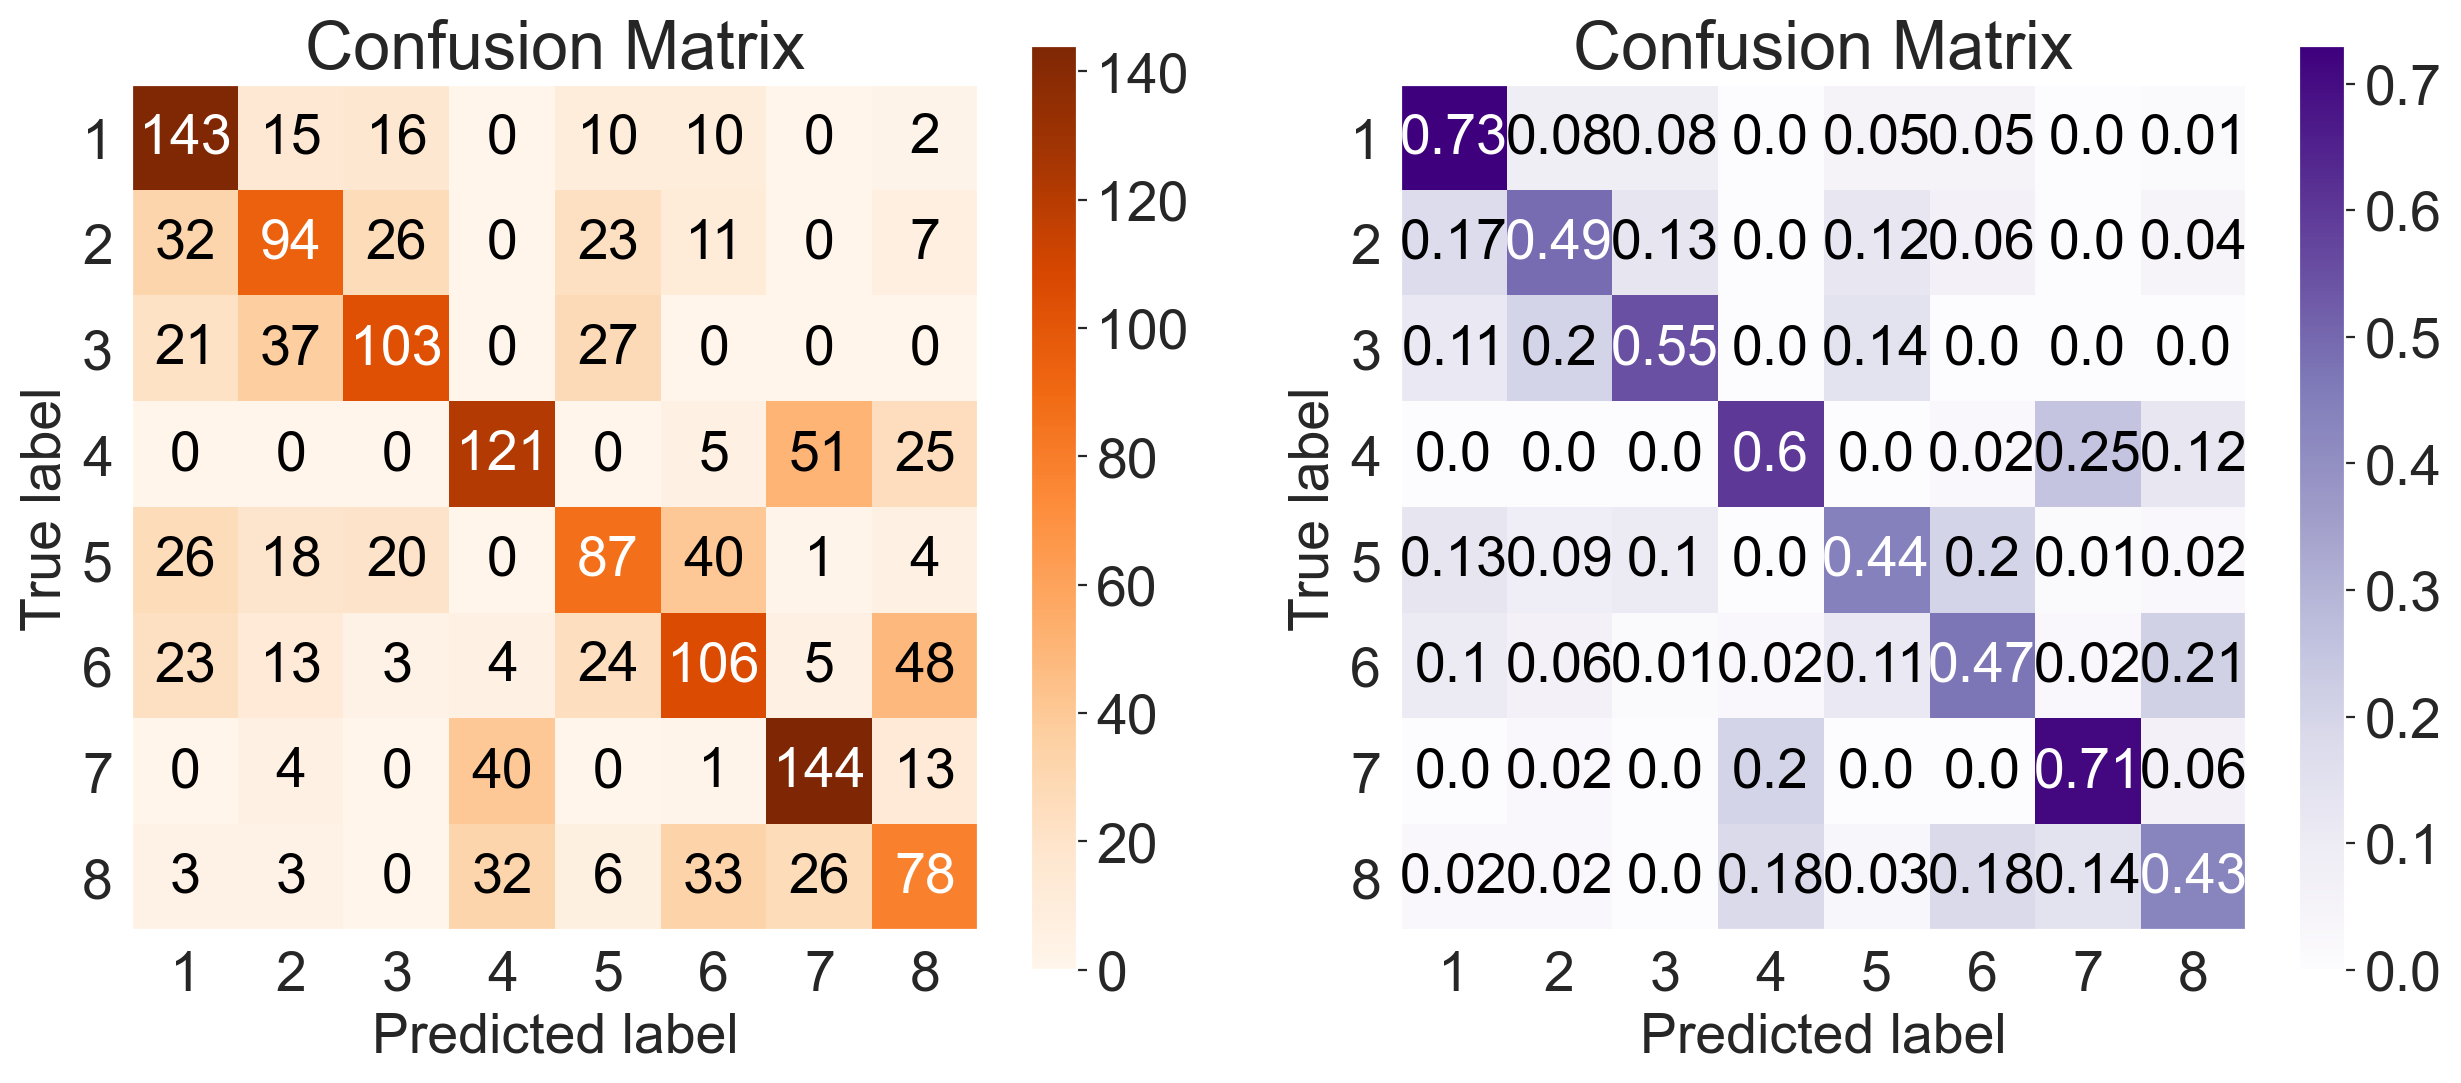 Confusion Matrix
True label
1 143 15 16 0 10 10 0 2
2 32 94 26 0 23 11 0 7
3 21 37 103 0 27 0 0 0
4 0 0 0 121 0 5 51 25
5 26 18 20 0 87 40 1 4
6 23 13 3 4 24 106 5 48
7 0 4 0 40 0 1 144 13
8 3 3 0 32 6 33 26 78
1 2 3 4 5 6 7 8
Predicted label
140
120
100
80
60
40
20
0
Confusion Matrix
True label
1 0.73 0.08 0.08 0.0 0.05 0.05 0.0 0.01
2 0.17 0.49 0.13 0.0 0.12 0.06 0.0 0.04
3 0.11 0.2 0.55 0.0 0.14 0.0 0.0 0.0
4 0.0 0.0 0.0 0.6 0.0 0.02 0.25 0.12
5 0.13 0.09 0.1 0.0 0.44 0.2 0.01 0.02
6 0.1 0.06 0.01 0.02 0.11 0.47 0.02 0.21
7 0.0 0.02 0.0 0.2 0.0 0.0 0.71 0.06
8 0.02 0.02 0.0 0.18 0.03 0.18 0.14 0.43
1 2 3 4 5 6 7 8
Predicted label
0.7
0.6
0.5
0.4
0.3
0.2
0.1
0.0